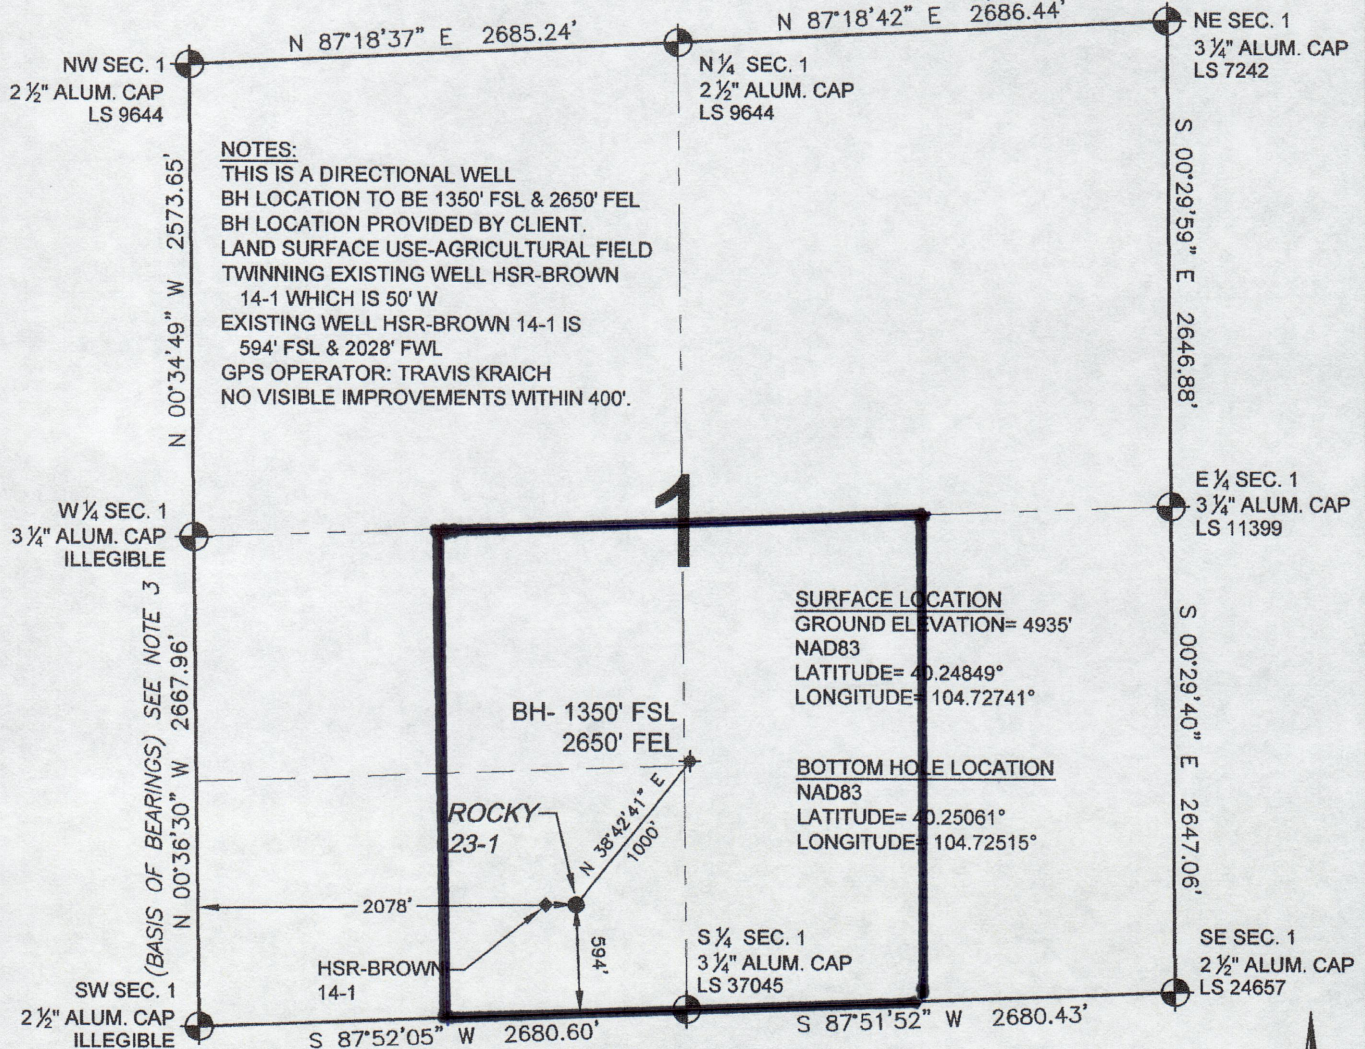 N 87°18'37" E 2685.24'
N 87°18'42" E 2686.44'
NW SEC. 1
2 ½" ALUM. CAP
LS 9644
N ¼ SEC. 1
2 ½" ALUM. CAP
LS 9644
NE SEC. 1
3 ¼" ALUM. CAP
LS 7242
NOTES:
THIS IS A DIRECTIONAL WELL
BH LOCATION TO BE 1350' FSL & 2650' FEL
BH LOCATION PROVIDED BY CLIENT.
LAND SURFACE USE-AGRICULTURAL FIELD
TWINNING EXISTING WELL HSR-BROWN
14-1 WHICH IS 50' W
EXISTING WELL HSR-BROWN 14-1 IS
594' FSL & 2028' FWL
GPS OPERATOR: TRAVIS KRAICH
NO VISIBLE IMPROVEMENTS WITHIN 400'.
N 00°34'49" W 2573.65'
S 00°29'59" E 2646.88'
W ¼ SEC. 1
3 ¼" ALUM. CAP
ILLEGIBLE
1
E ¼ SEC. 1
3 ¼" ALUM. CAP
LS 11399
(BASIS OF BEARINGS) SEE NOTE 3
N 00°36'30" W 2667.96'
SURFACE LOCATION
GROUND ELEVATION= 4935'
NAD83
LATITUDE= 40.24849°
LONGITUDE= 104.72741°
BH- 1350' FSL
2650' FEL
BOTTOM HOLE LOCATION
NAD83
LATITUDE= 40.25061°
LONGITUDE= 104.72515°
S 00°29'40" E 2647.06'
ROCKY
23-1
N 38°42'41" E
1000'
2078'
594'
HSR-BROWN
14-1
S ¼ SEC. 1
3 ¼" ALUM. CAP
LS 37045
SW SEC. 1
2 ½" ALUM. CAP
ILLEGIBLE
SE SEC. 1
2 ½" ALUM. CAP
LS 24657
S 87°52'05" W 2680.60'
S 87°51'52" W 2680.43'